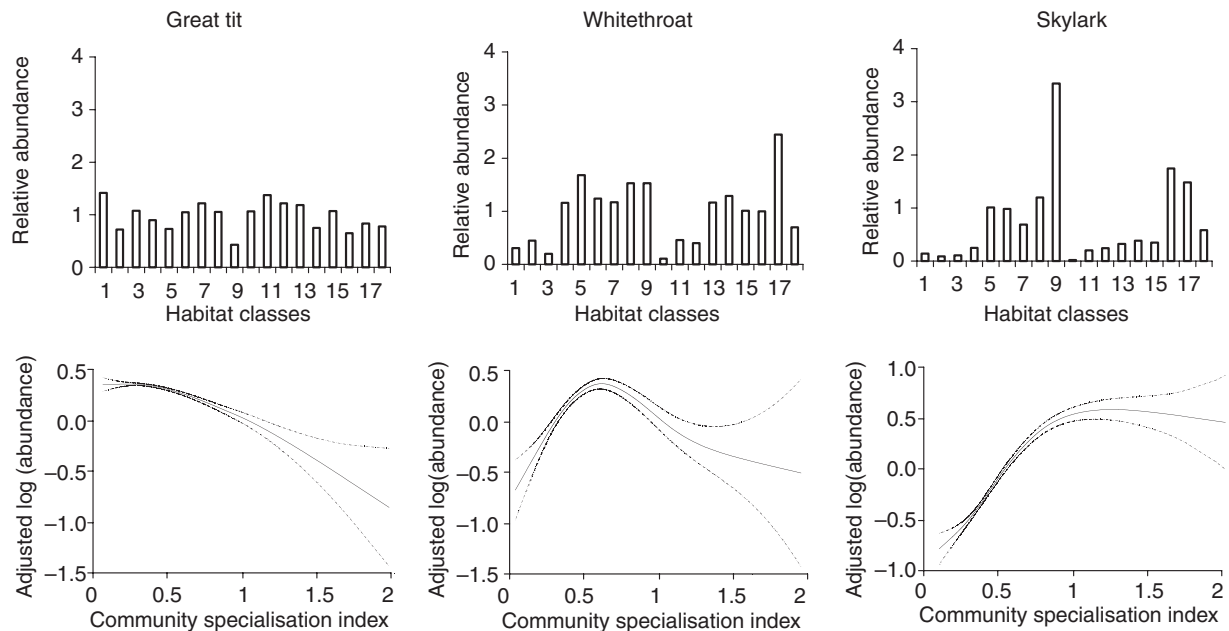 Great tit
Relative abundance
4
3
2
1
0
1 3 5 7 9 11 13 15 17
Habitat classes
Whitethroat
Relative abundance
4
3
2
1
0
1 3 5 7 9 11 13 15 17
Habitat classes
Skylark
Relative abundance
4
3
2
1
0
1 3 5 7 9 11 13 15 17
Habitat classes
Adjusted log (abundance)
0.5
0.0
−0.5
−1.0
−1.5
0 0.5 1 1.5 2
Community specialisation index
Adjusted log(abundance)
0.5
0.0
−0.5
−1.0
−1.5
0 0.5 1 1.5 2
Community specialisation index
Adjusted log(abundance)
1.0
0.5
0.0
−0.5
−1.0
0 0.5 1 1.5 2
Community specialisation index